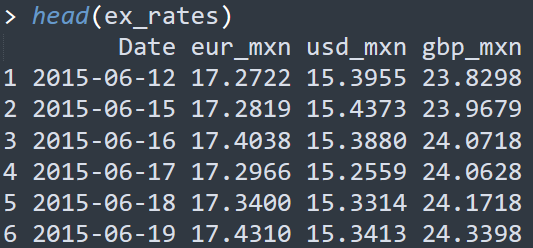 > head(ex_rates)
Date eur_mxn usd_mxn gbp_mxn
1 2015-06-12 17.2722 15.3955 23.8298
2 2015-06-15 17.2819 15.4373 23.9679
3 2015-06-16 17.4038 15.3880 24.0718
4 2015-06-17 17.2966 15.2559 24.0628
5 2015-06-18 17.3400 15.3314 24.1718
6 2015-06-19 17.4310 15.3413 24.3398